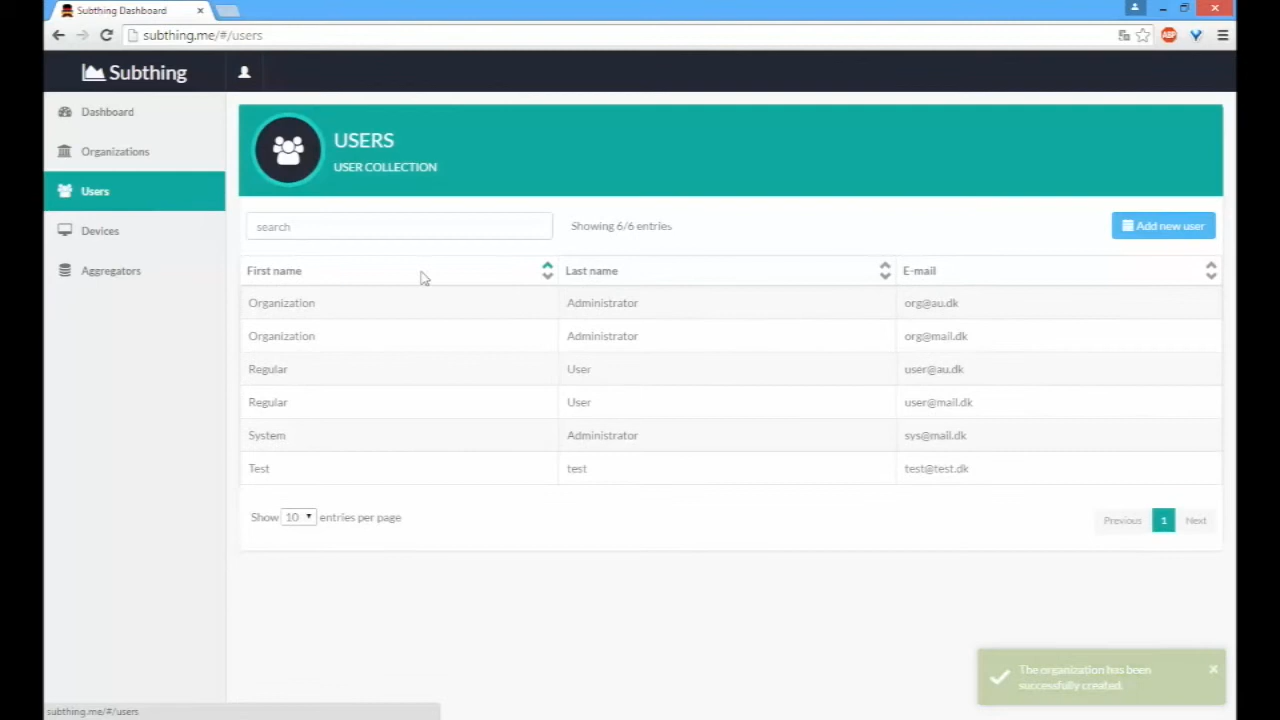 Subthing Dashboard
subthing.me/#/users
Subthing
Dashboard
Organizations
Users
Devices
Aggregators
USERS
USER COLLECTION
search
Showing 6/6 entries
Add new user
First name Last name E-mail
Organization Administrator org@au.dk
Organization Administrator org@mail.dk
Regular User user@au.dk
Regular User user@mail.dk
System Administrator sys@mail.dk
Test test test@test.dk
Show 10 entries per page
Previous 1 Next
The organization has been
successfully created.
subthing.me/#/users
ABP